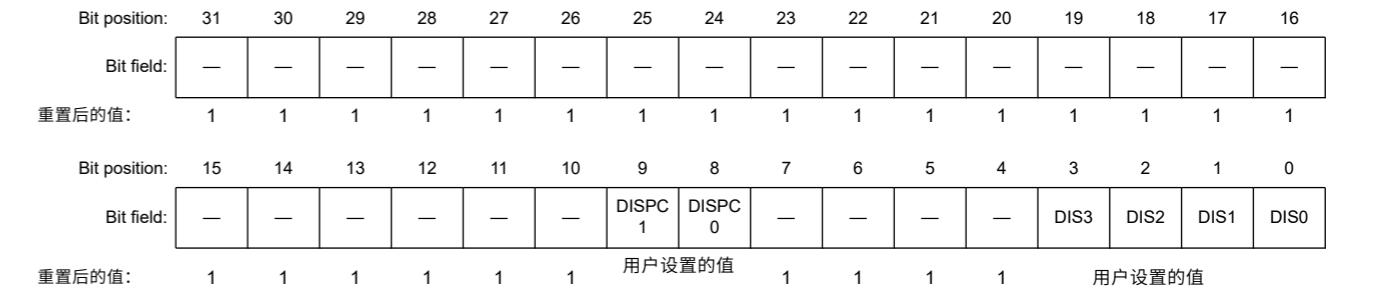 Bit position: 31 30 29 28 27 26 25 24 23 22 21 20 19 18 17 16
Bit field: — — — — — — — — — — — — — — — —
重置后的值: 1 1 1 1 1 1 1 1 1 1 1 1 1 1 1 1
Bit position: 15 14 13 12 11 10 9 8 7 6 5 4 3 2 1 0
Bit field: — — — — — — DISPC1 DISPC0 — — — — DIS3 DIS2 DIS1 DIS0
重置后的值: 1 1 1 1 1 1 用户设置的值 1 1 1 1 用户设置的值